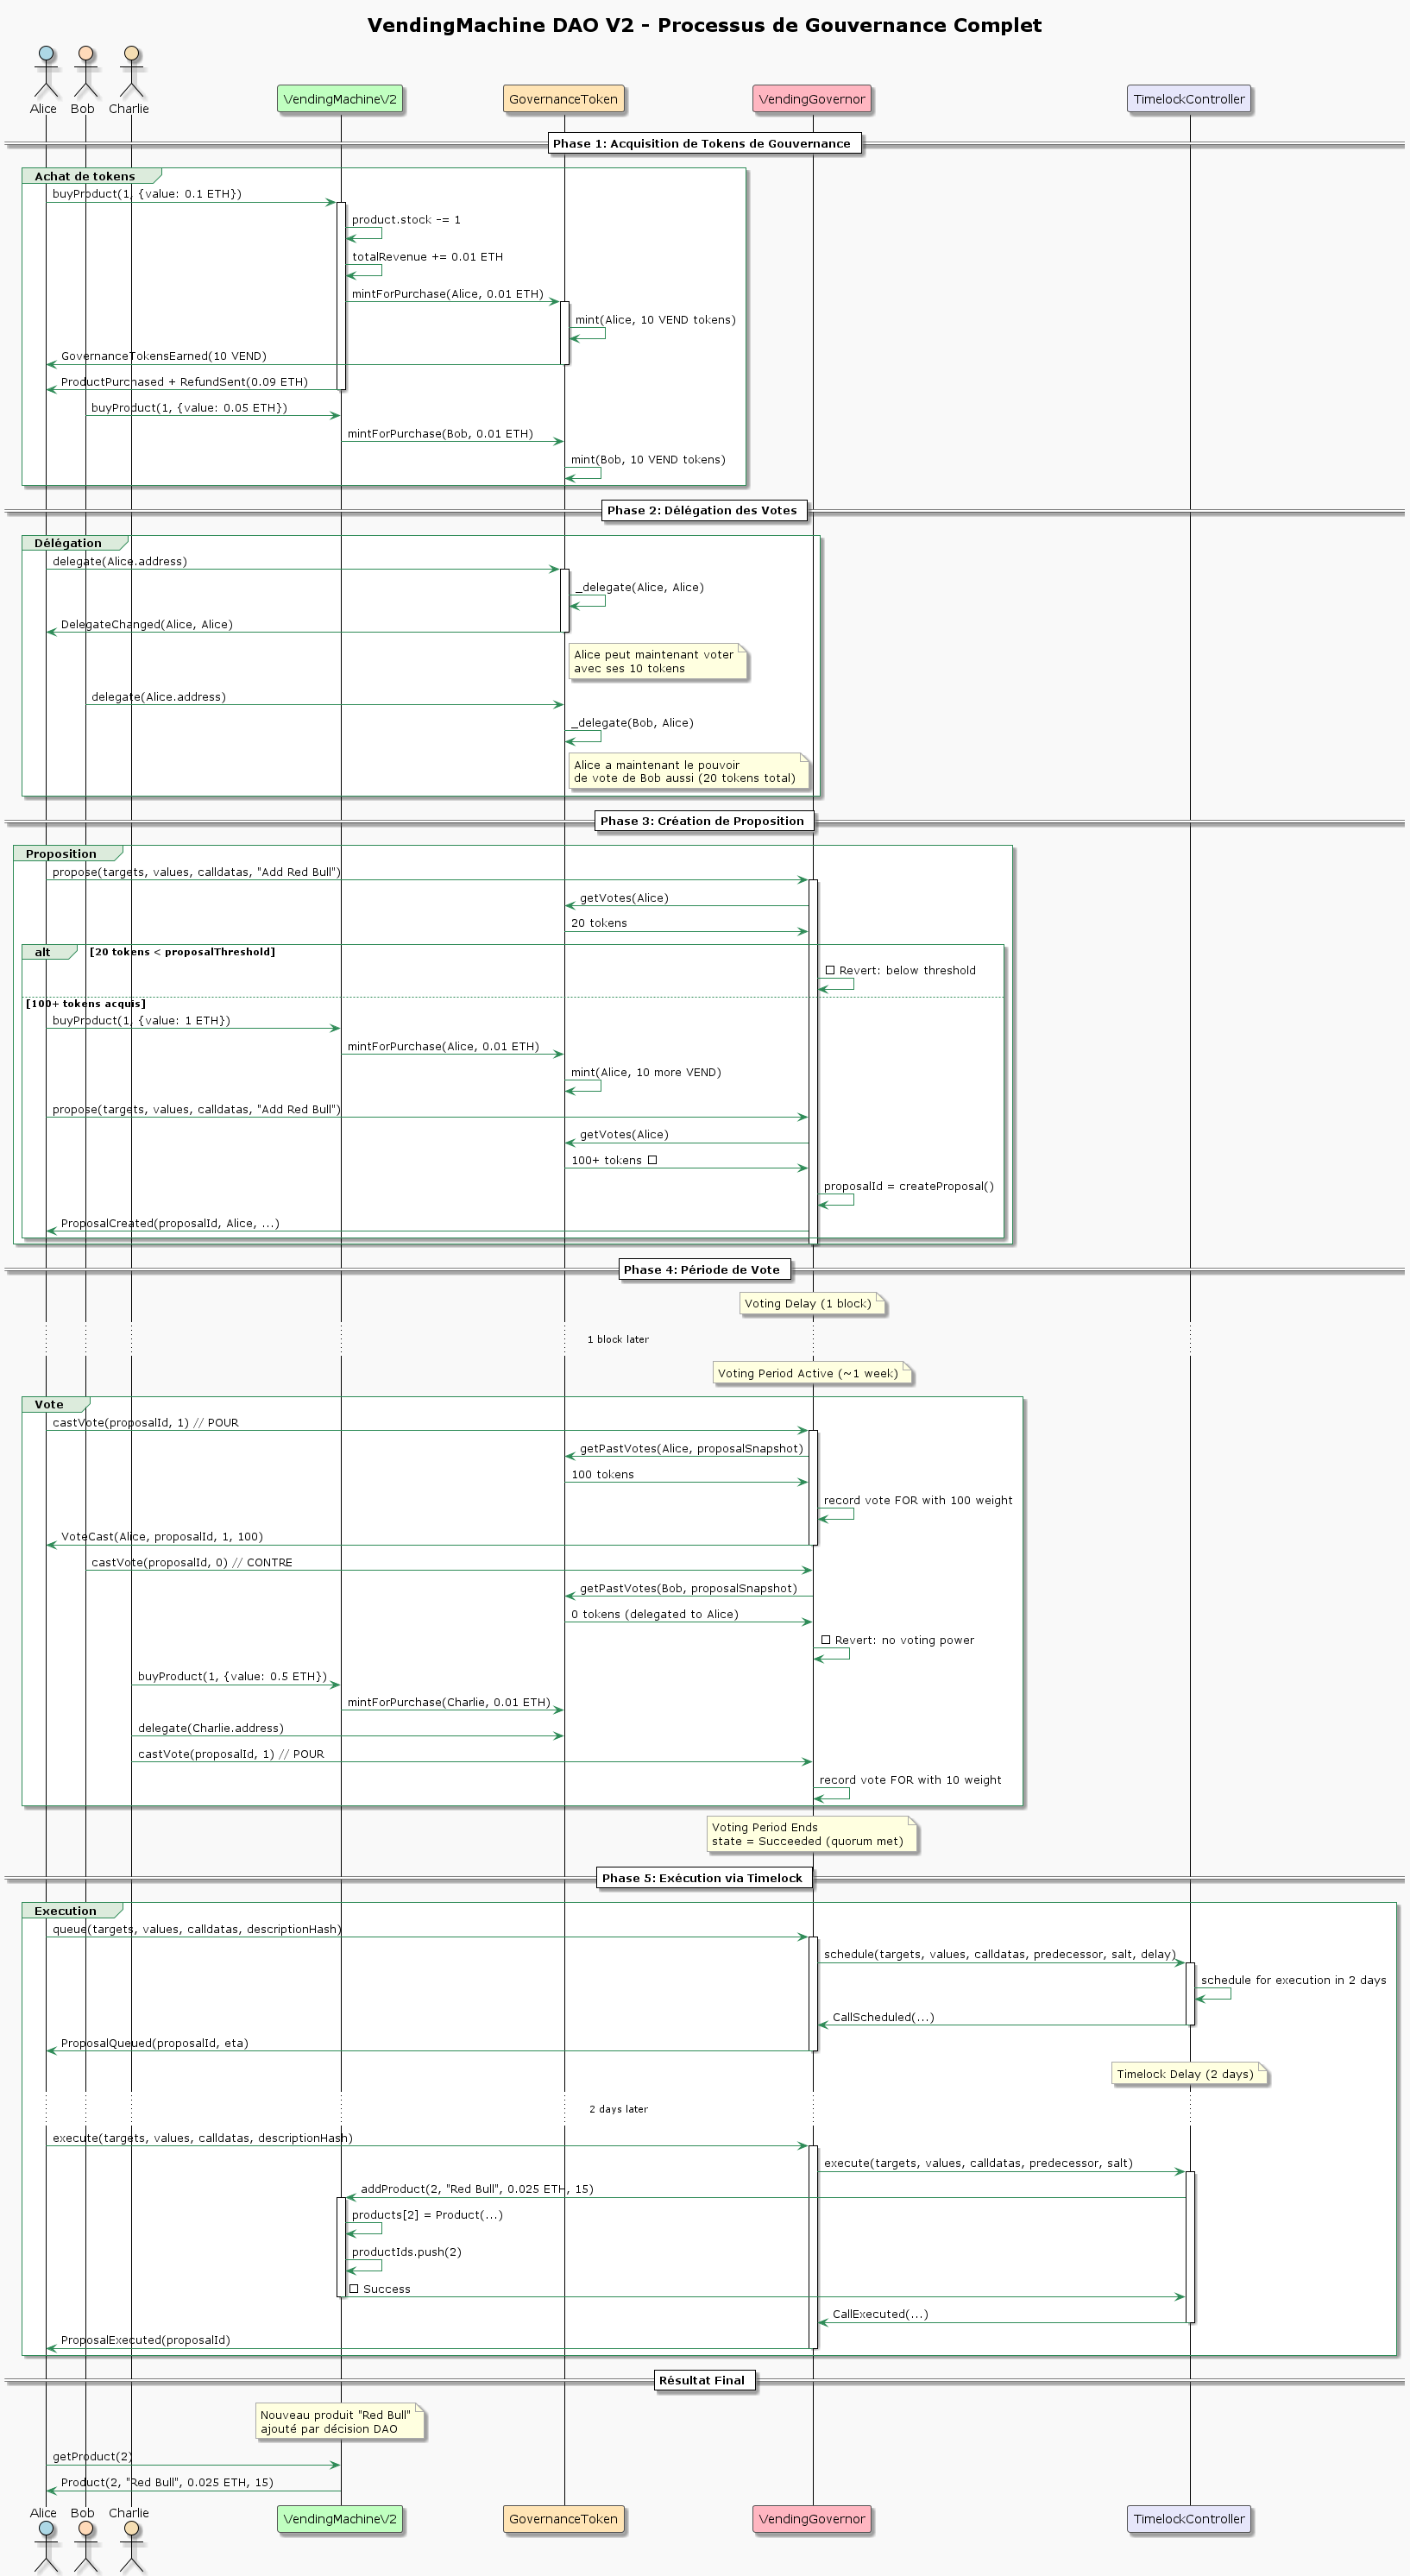 VendingMachine DAO V2 - Processus de Gouvernance Complet
Alice
Bob
Charlie
VendingMachineV2
GovernanceToken
VendingGovernor
TimelockController
Phase 1: Acquisition de Tokens de Gouvernance
Achat de tokens
buyProduct(1, {value: 0.1 ETH})
product.stock -= 1
totalRevenue += 0.01 ETH
mintForPurchase(Alice, 0.01 ETH)
mint(Alice, 10 VEND tokens)
GovernanceTokensEarned(10 VEND)
ProductPurchased + RefundSent(0.09 ETH)
buyProduct(1, {value: 0.05 ETH})
mintForPurchase(Bob, 0.01 ETH)
mint(Bob, 10 VEND tokens)
Phase 2: Délégation des Votes
Délégation
delegate(Alice.address)
_delegate(Alice, Alice)
DelegateChanged(Alice, Alice)
Alice peut maintenant voter
avec ses 10 tokens
delegate(Alice.address)
_delegate(Bob, Alice)
Alice a maintenant le pouvoir
de vote de Bob aussi (20 tokens total)
Phase 3: Création de Proposition
Proposition
propose(targets, values, calldatas, "Add Red Bull")
getVotes(Alice)
20 tokens
alt
[20 tokens < proposalThreshold]
□ Revert: below threshold
[100+ tokens acquis]
buyProduct(1, {value: 1 ETH})
mintForPurchase(Alice, 0.01 ETH)
mint(Alice, 10 more VEND)
propose(targets, values, calldatas, "Add Red Bull")
getVotes(Alice)
100+ tokens □
proposalId = createProposal()
ProposalCreated(proposalId, Alice, ...)
Phase 4: Période de Vote
Voting Delay (1 block)
1 block later
Voting Period Active (~1 week)
Vote
castVote(proposalId, 1) // POUR
getPastVotes(Alice, proposalSnapshot)
100 tokens
record vote FOR with 100 weight
VoteCast(Alice, proposalId, 1, 100)
castVote(proposalId, 0) // CONTRE
getPastVotes(Bob, proposalSnapshot)
0 tokens (delegated to Alice)
□ Revert: no voting power
buyProduct(1, {value: 0.5 ETH})
mintForPurchase(Charlie, 0.01 ETH)
delegate(Charlie.address)
castVote(proposalId, 1) // POUR
record vote FOR with 10 weight
Voting Period Ends
state = Succeeded (quorum met)
Phase 5: Exécution via Timelock
Execution
queue(targets, values, calldatas, descriptionHash)
schedule(targets, values, calldatas, predecessor, salt, delay)
schedule for execution in 2 days
CallScheduled(...)
ProposalQueued(proposalId, eta)
Timelock Delay (2 days)
2 days later
execute(targets, values, calldatas, descriptionHash)
execute(targets, values, calldatas, predecessor, salt)
addProduct(2, "Red Bull", 0.025 ETH, 15)
products[2] = Product(...)
productIds.push(2)
□ Success
CallExecuted(...)
ProposalExecuted(proposalId)
Résultat Final
Nouveau produit "Red Bull"
ajouté par décision DAO
getProduct(2)
Product(2, "Red Bull", 0.025 ETH, 15)
Alice
Bob
Charlie
VendingMachineV2
GovernanceToken
VendingGovernor
TimelockController